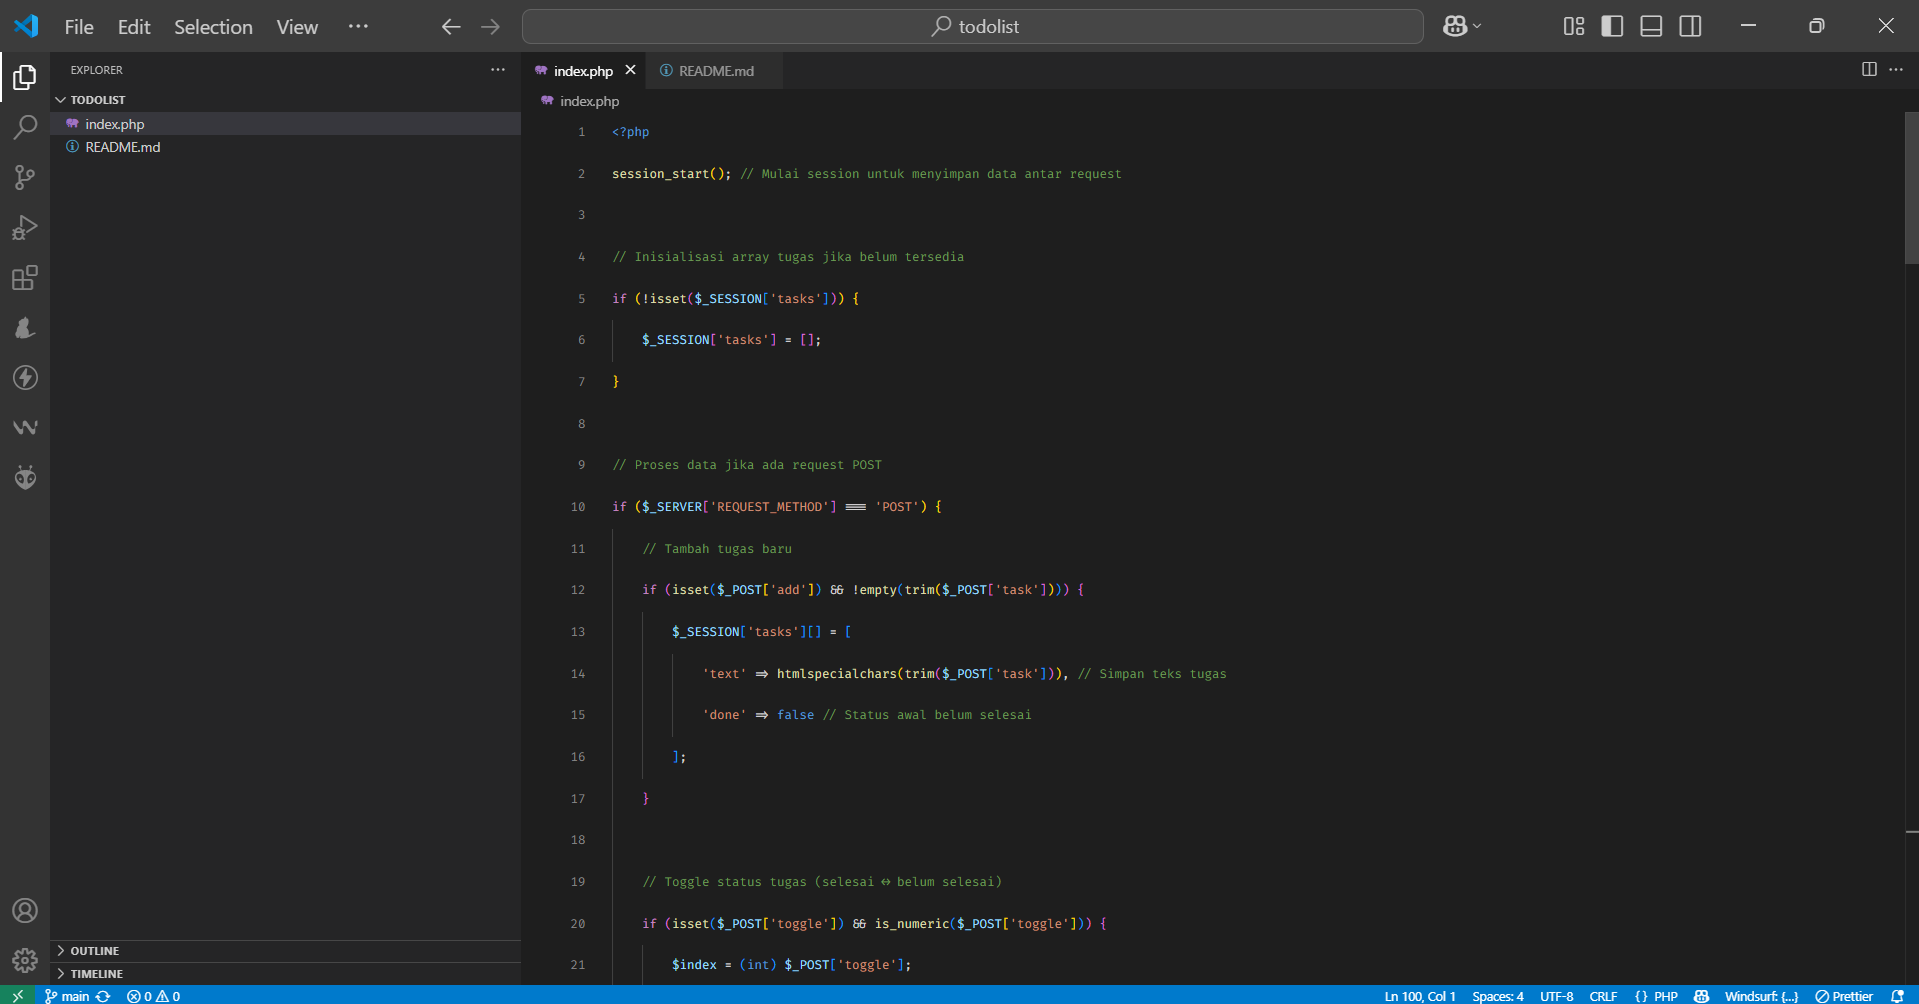 File Edit Selection View ··· todolist
EXPLORER ···
TODOLIST
index.php
README.md
OUTLINE
TIMELINE
index.php README.md
index.php
1 <?php
2 session_start(); // Mulai session untuk menyimpan data antar request
3
4 // Inisialisasi array tugas jika belum tersedia
5 if (!isset($_SESSION['tasks'])) {
6 $_SESSION['tasks'] = [];
7 }
8
9 // Proses data jika ada request POST
10 if ($_SERVER['REQUEST_METHOD'] === 'POST') {
11 // Tambah tugas baru
12 if (isset($_POST['add']) && !empty(trim($_POST['task']))) {
13 $_SESSION['tasks'][] = [
14 'text' => htmlspecialchars(trim($_POST['task'])), // Simpan teks tugas
15 'done' => false // Status awal belum selesai
16 ];
17 }
18
19 // Toggle status tugas (selesai ↔ belum selesai)
20 if (isset($_POST['toggle']) && is_numeric($_POST['toggle'])) {
21 $index = (int) $_POST['toggle'];
main 0 0 Ln 100, Col 1 Spaces: 4 UTF-8 CRLF {} PHP Windsurf: {...} Prettier